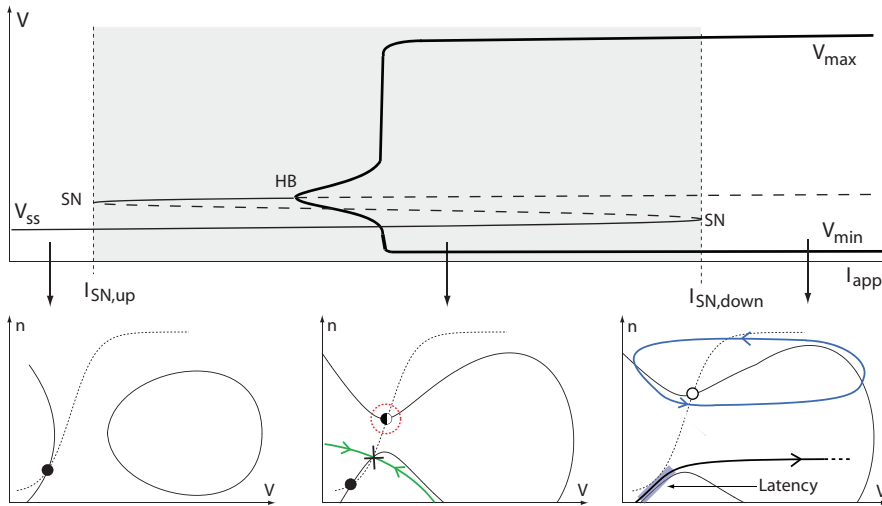 V
V_max
HB
SN
V_ss
SN
V_min
I_app
I_SN,up
I_SN,down
n
n
n
Latency
V
V
V